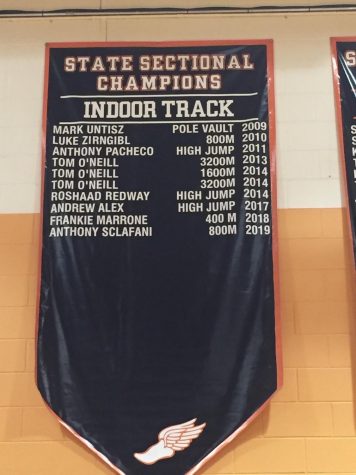 STATE SECTIONAL
CHAMPIONS
INDOOR TRACK
MARK UNTISZ POLE VAULT 2009
LUKE ZIRNGIBL 800M 2010
ANTHONY PACHECO HIGH JUMP 2011
TOM O'NEILL 3200M 2013
TOM O'NEILL 1600M 2014
TOM O'NEILL 3200M 2014
ROSHAAD REDWAY HIGH JUMP 2014
ANDREW ALEX HIGH JUMP 2017
FRANKIE MARRONE 400 M 2018
ANTHONY SCLAFANI 800M 2019